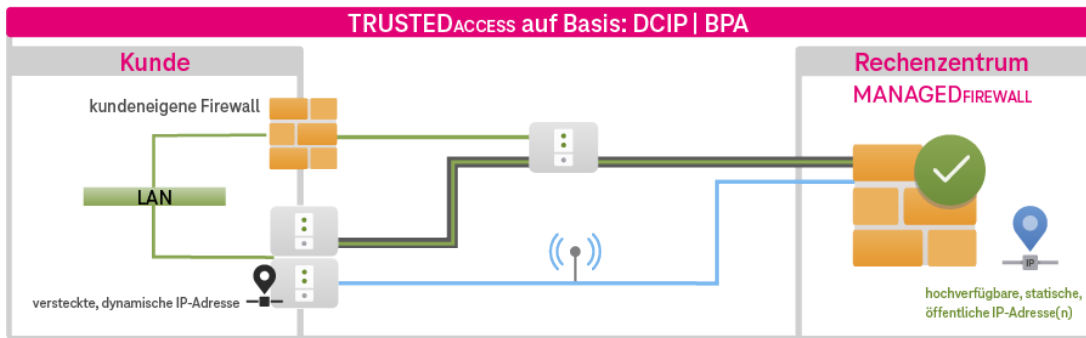 TRUSTEDACCESS auf Basis: DCIP | BPA
Kunde
Rechenzentrum
MANAGEDFIREWALL
kundeneigene Firewall
LAN
versteckte, dynamische IP-Adresse
IP
hochverfügbare, statische,
öffentliche IP-Adresse(n)